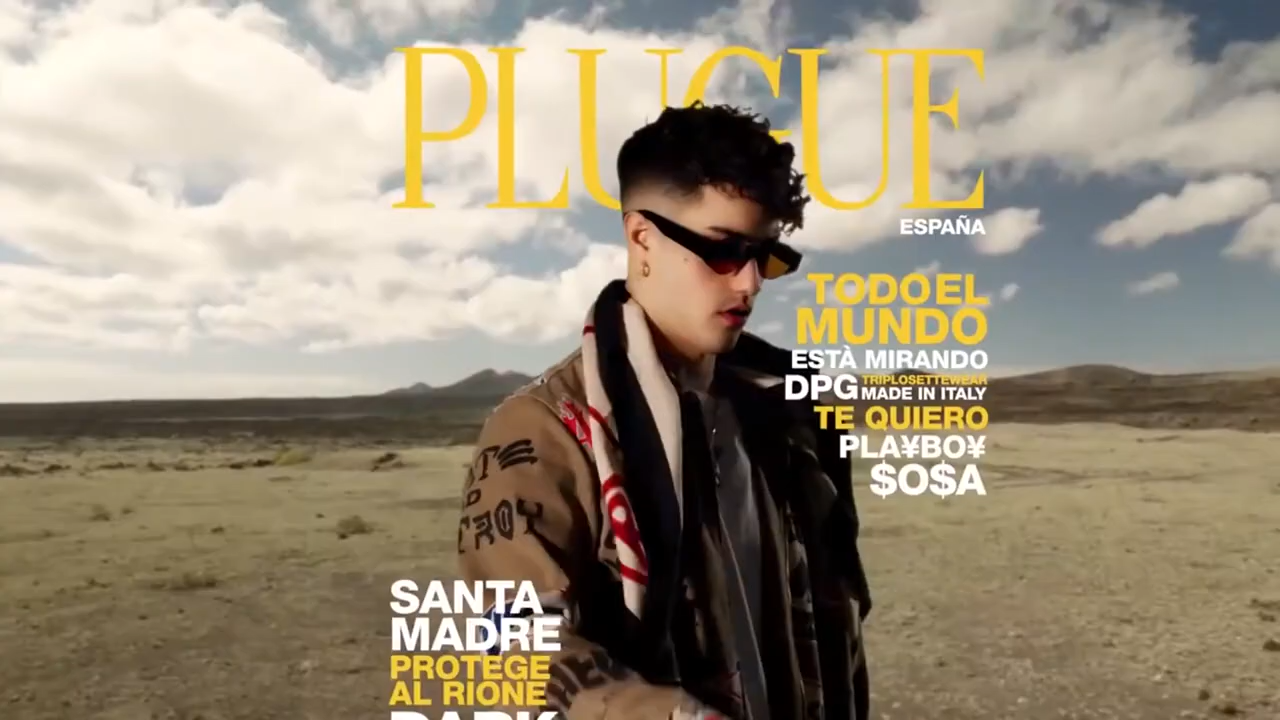 PLUGUE
ESPAÑA
TODO EL
MUNDO
ESTÀ MIRANDO
DPG TRIPLOSETTEWEAR
MADE IN ITALY
TE QUIERO
PLA¥BO¥
$O$A
SANTA
MADRE
PROTEGE
AL RIONE
DARK